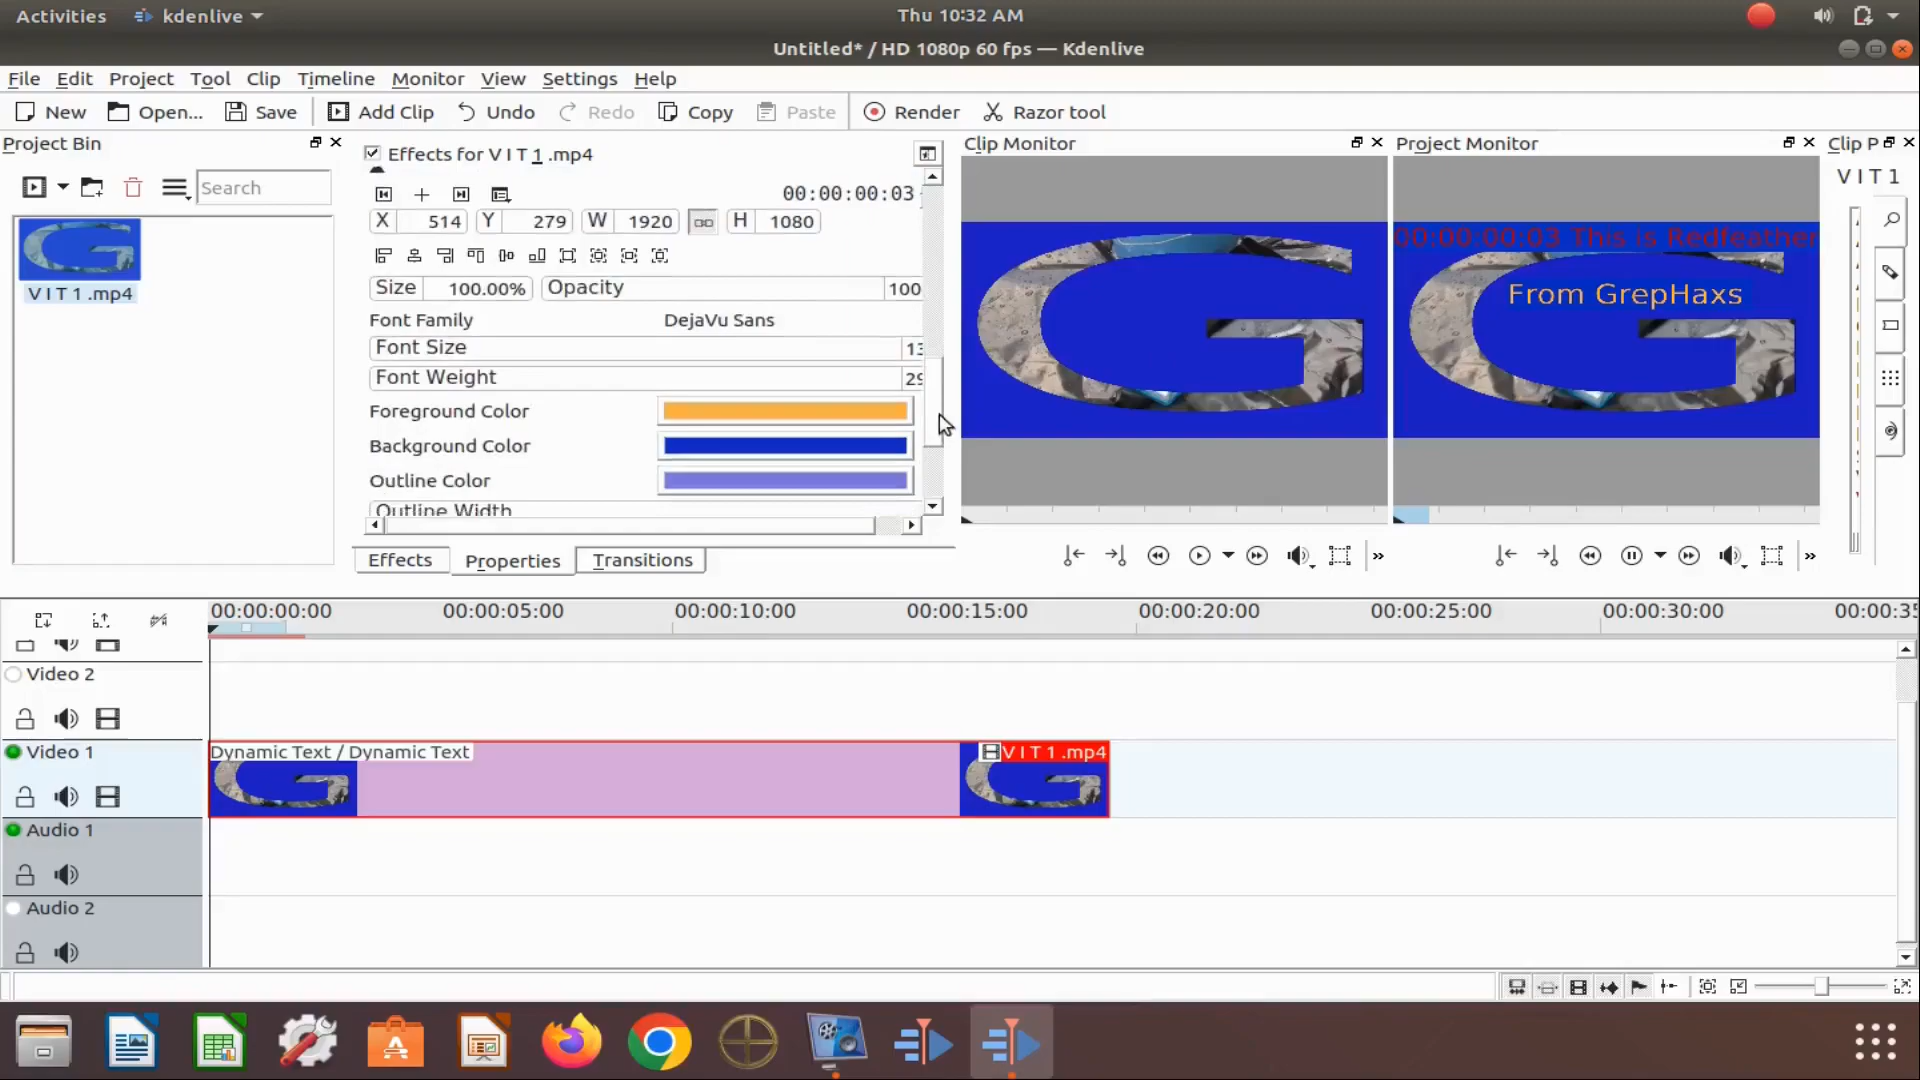 Activities kdenlive Thu 10:32 AM
Untitled* / HD 1080p 60 fps — Kdenlive
File Edit Project Tool Clip Timeline Monitor View Settings Help
New Open... Save Add Clip Undo Redo Copy Paste Render Razor tool
Project Bin
Search
V I T 1 .mp4
Effects for V I T 1 .mp4
00:00:00:03
X 514 Y 279 W 1920 H 1080
Size 100.00% Opacity 100
Font Family DejaVu Sans
Font Size 13
Font Weight 29
Foreground Color
Background Color
Outline Color
Outline Width
Effects Properties Transitions
Clip Monitor
G
Project Monitor
00:00:00:03 This is Redfeather
From GrepHaxs
G
Clip P
V I T 1
00:00:00:00 00:00:05:00 00:00:10:00 00:00:15:00 00:00:20:00 00:00:25:00 00:00:30:00 00:00:35
Video 2
Video 1
Dynamic Text / Dynamic Text
V I T 1 .mp4
Audio 1
Audio 2